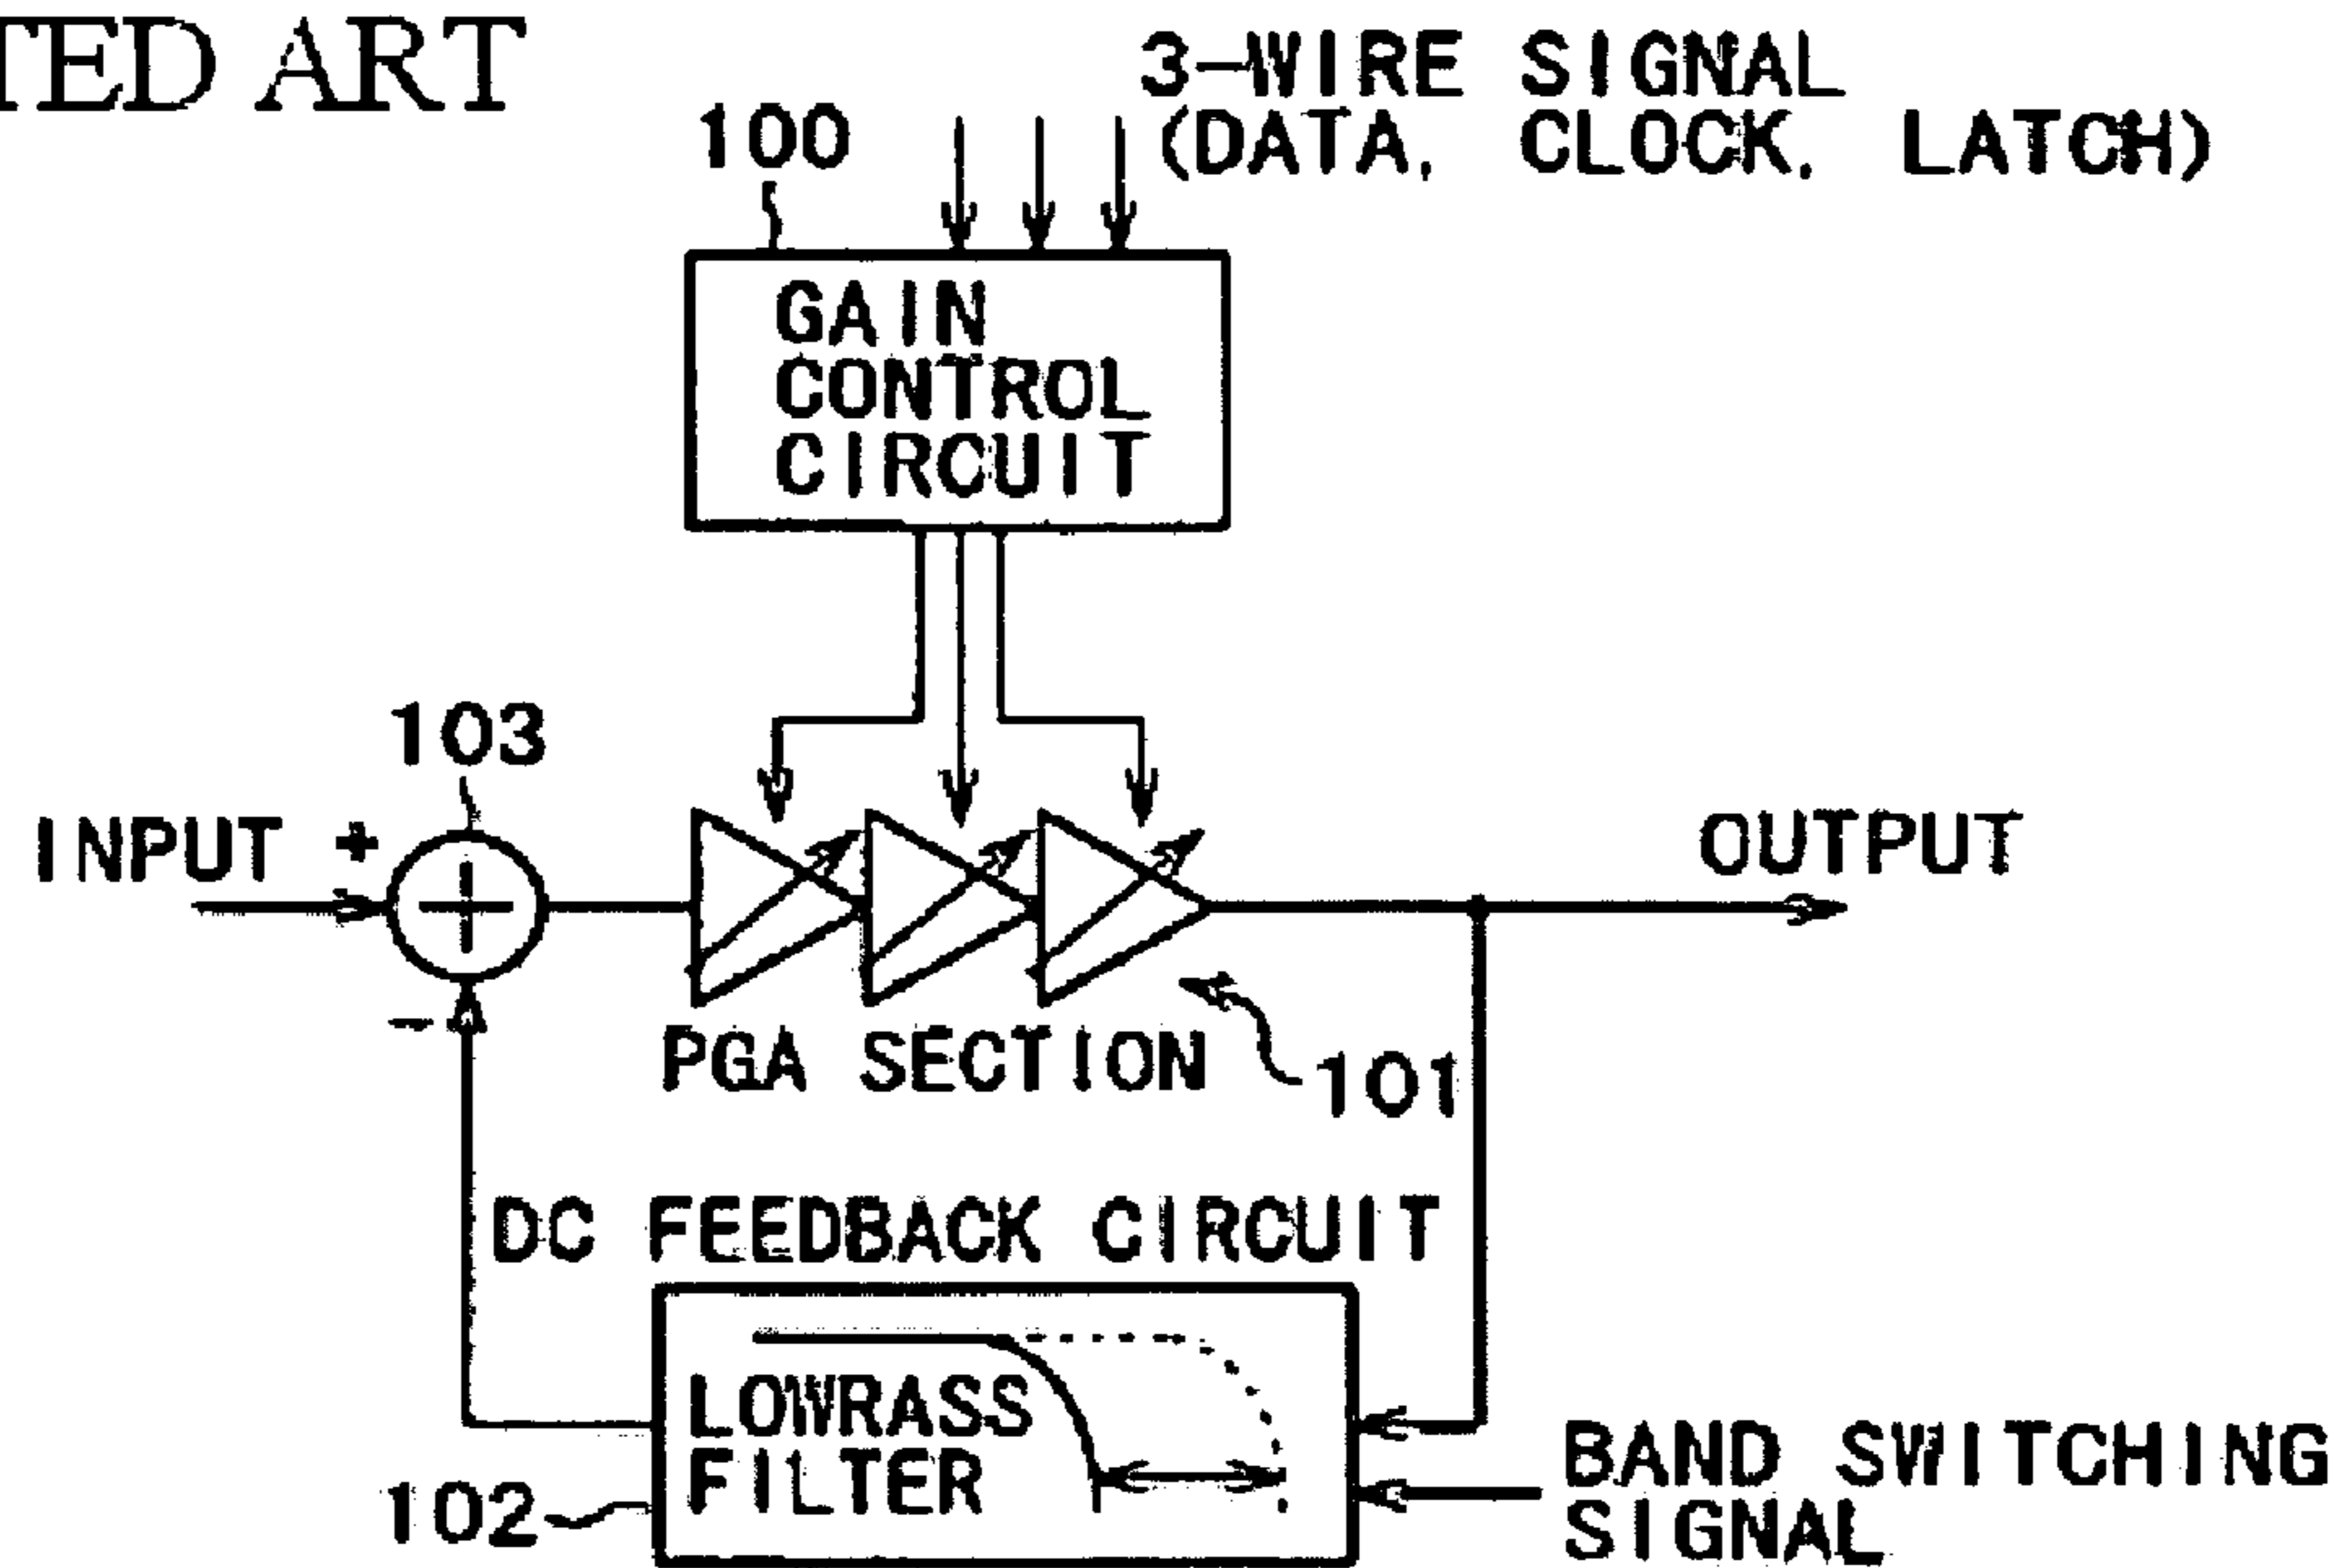 TED ART
3-WIRE SIGNAL
(DATA, CLOCK, LATCH)
100
GAIN
CONTROL
CIRCUIT
103
INPUT +
OUTPUT
-
PGA SECTION
101
DC FEEDBACK CIRCUIT
LOWRASS
FILTER
102
BAND SWITCHING
SIGNAL